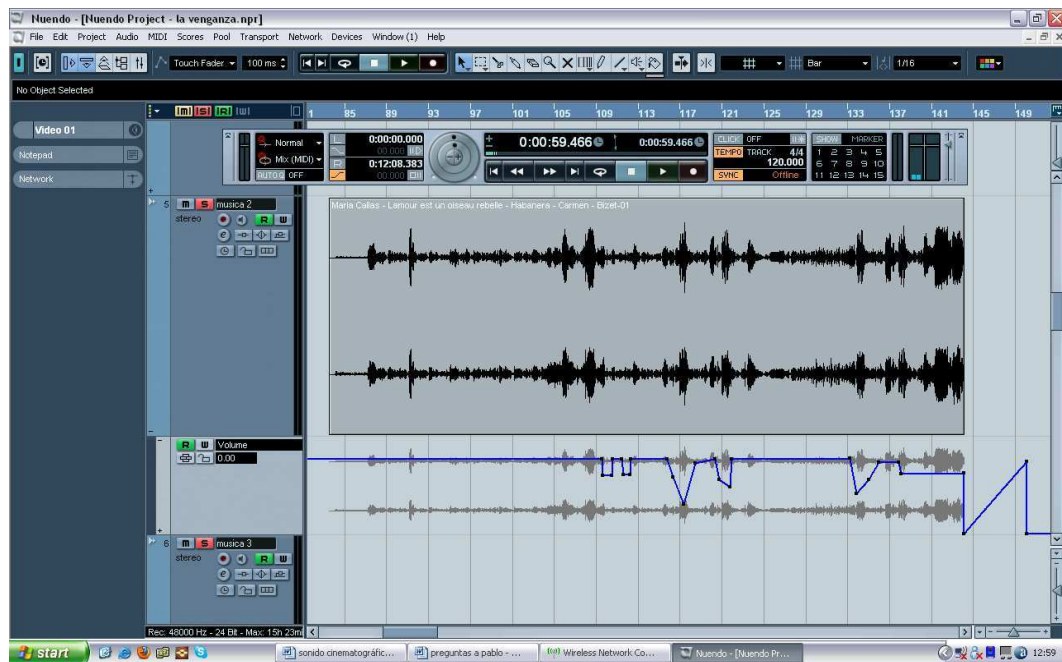 Nuendo - [Nuendo Project - la venganza.npr]
File Edit Project Audio MIDI Scores Pool Transport Network Devices Window (1) Help
Touch Fader 100 ms Bar 1/16
No Object Selected
1 85 89 93 97 101 105 109 113 117 121 125 129 133 137 141 145 149
Video 01
Notepad
Network
Normal
Mix (MDI)
AUTO Q OFF
L 0:00:00.000
00.000
R 0:12:08.383
00.000
0:00:59.466 0:00:59.466
CLICK OFF
TEMPO TRACK 4/4
120.000
SYNC Offline
SHOW MARKER
1 2 3 4 5
6 7 8 9 10
11 12 13 14 15
5 m S musica 2
stereo R W
Maria Callas - Lamour est un oiseau rebelle - Habanera - Carmen - Bizet-01
R W Volume
0.00
6 m S musica 3
stereo R W
Rec: 48000 Hz - 24 Bit - Max: 15h 23mi
start
sonido cinematográfic...
preguntas a pablo - ...
Wireless Network Co...
Nuendo - [Nuendo Pr...
12:59